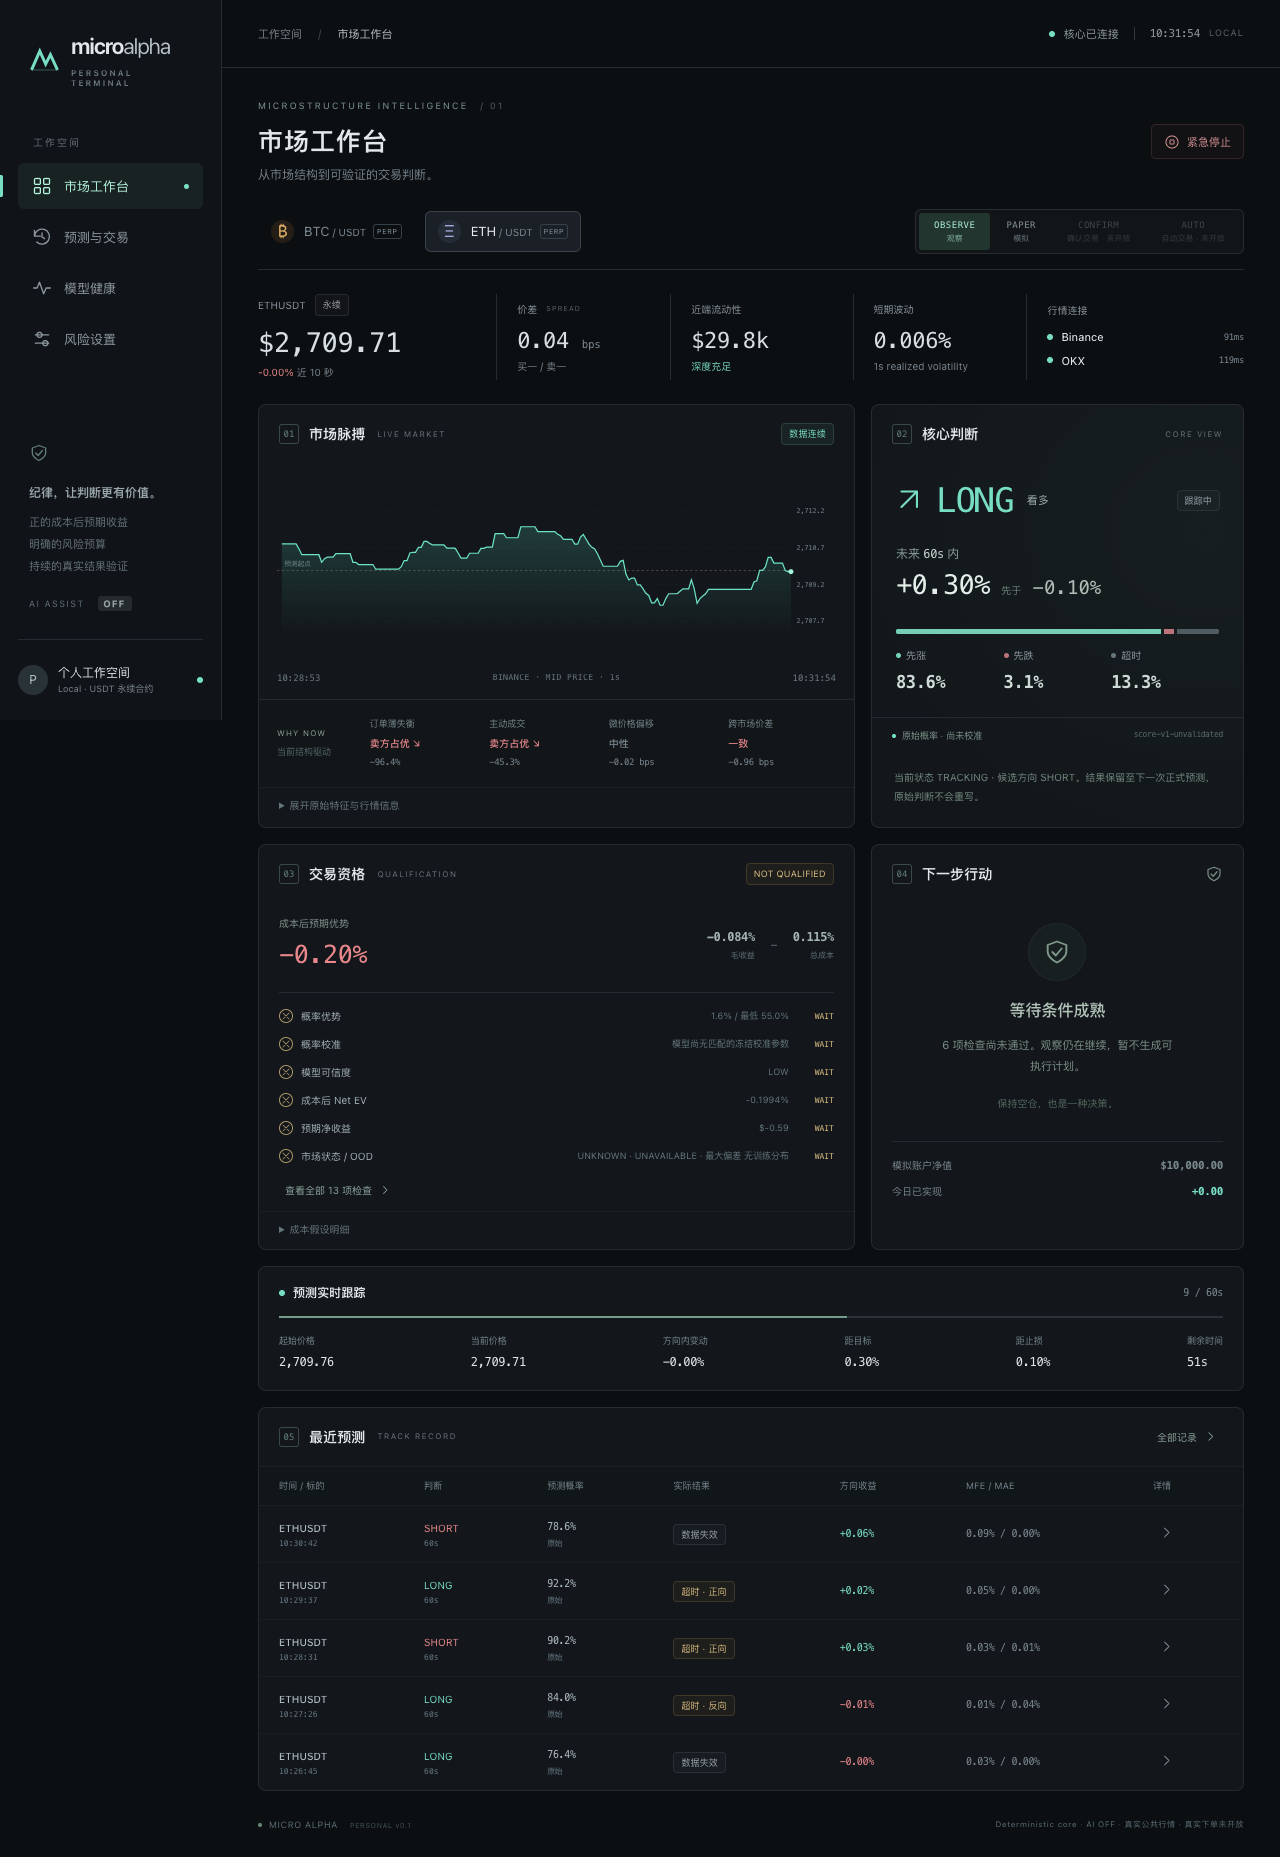 microalpha
PERSONAL
TERMINAL
工作空间
市场工作台
预测与交易
模型健康
风险设置
纪律，让判断更有价值。
正的成本后预期收益
明确的风险预算
持续的真实结果验证
AI ASSIST OFF
P
个人工作空间
Local · USDT 永续合约
工作空间 / 市场工作台
核心已连接 10:31:54 LOCAL
MICROSTRUCTURE INTELLIGENCE / 01
市场工作台
从市场结构到可验证的交易判断。
紧急停止
BTC / USDT PERP
ETH / USDT PERP
OBSERVE
观察
PAPER
模拟
CONFIRM
确认交易 · 未开放
AUTO
自动交易 · 未开放
ETHUSDT 永续
$2,709.71
-0.00% 近 10 秒
价差 SPREAD
0.04 bps
买一 / 卖一
近端流动性
$29.8k
深度充足
短期波动
0.006%
1s realized volatility
行情连接
Binance 91ms
OKX 119ms
01 市场脉搏 LIVE MARKET 数据连续
2,712.2
2,710.7
预测起点
2,709.2
2,707.7
10:28:53 BINANCE · MID PRICE · 1s 10:31:54
WHY NOW
当前结构驱动
订单簿失衡
卖方占优 ↘
−96.4%
主动成交
卖方占优 ↘
−45.3%
微价格偏移
中性
−0.02 bps
跨市场价差
一致
−0.96 bps
▶ 展开原始特征与行情信息
02 核心判断 CORE VIEW
LONG 看多 跟踪中
未来 60s 内
+0.30% 先于 −0.10%
先涨 先跌 超时
83.6% 3.1% 13.3%
原始概率 · 尚未校准 score-v1-unvalidated
当前状态 TRACKING · 候选方向 SHORT。结果保留至下一次正式预测，
原始判断不会重写。
03 交易资格 QUALIFICATION NOT QUALIFIED
成本后预期优势
−0.20%
−0.084%
毛收益
−
0.115%
总成本
概率优势 1.6% / 最低 55.0% WAIT
概率校准 模型尚无匹配的冻结校准参数 WAIT
模型可信度 LOW WAIT
成本后 Net EV -0.1994% WAIT
预期净收益 $-0.59 WAIT
市场状态 / OOD UNKNOWN · UNAVAILABLE · 最大偏差 无训练分布 WAIT
查看全部 13 项检查
▶ 成本假设明细
04 下一步行动
等待条件成熟
6 项检查尚未通过。观察仍在继续，暂不生成可
执行计划。
保持空仓，也是一种决策。
模拟账户净值 $10,000.00
今日已实现 +0.00
预测实时跟踪 9 / 60s
起始价格 当前价格 方向内变动 距目标 距止损 剩余时间
2,709.76 2,709.71 −0.00% 0.30% 0.10% 51s
05 最近预测 TRACK RECORD 全部记录
时间 / 标的 判断 预测概率 实际结果 方向收益 MFE / MAE 详情
ETHUSDT SHORT 78.6% 数据失效 +0.06% 0.09% / 0.00%
10:30:42 60s 原始
ETHUSDT LONG 92.2% 超时 · 正向 +0.02% 0.05% / 0.00%
10:29:37 60s 原始
ETHUSDT SHORT 90.2% 超时 · 正向 +0.03% 0.03% / 0.01%
10:28:31 60s 原始
ETHUSDT LONG 84.0% 超时 · 反向 −0.01% 0.01% / 0.04%
10:27:26 60s 原始
ETHUSDT LONG 76.4% 数据失效 −0.00% 0.03% / 0.00%
10:26:45 60s 原始
MICRO ALPHA PERSONAL v0.1
Deterministic core · AI OFF · 真实公共行情 · 真实下单未开放